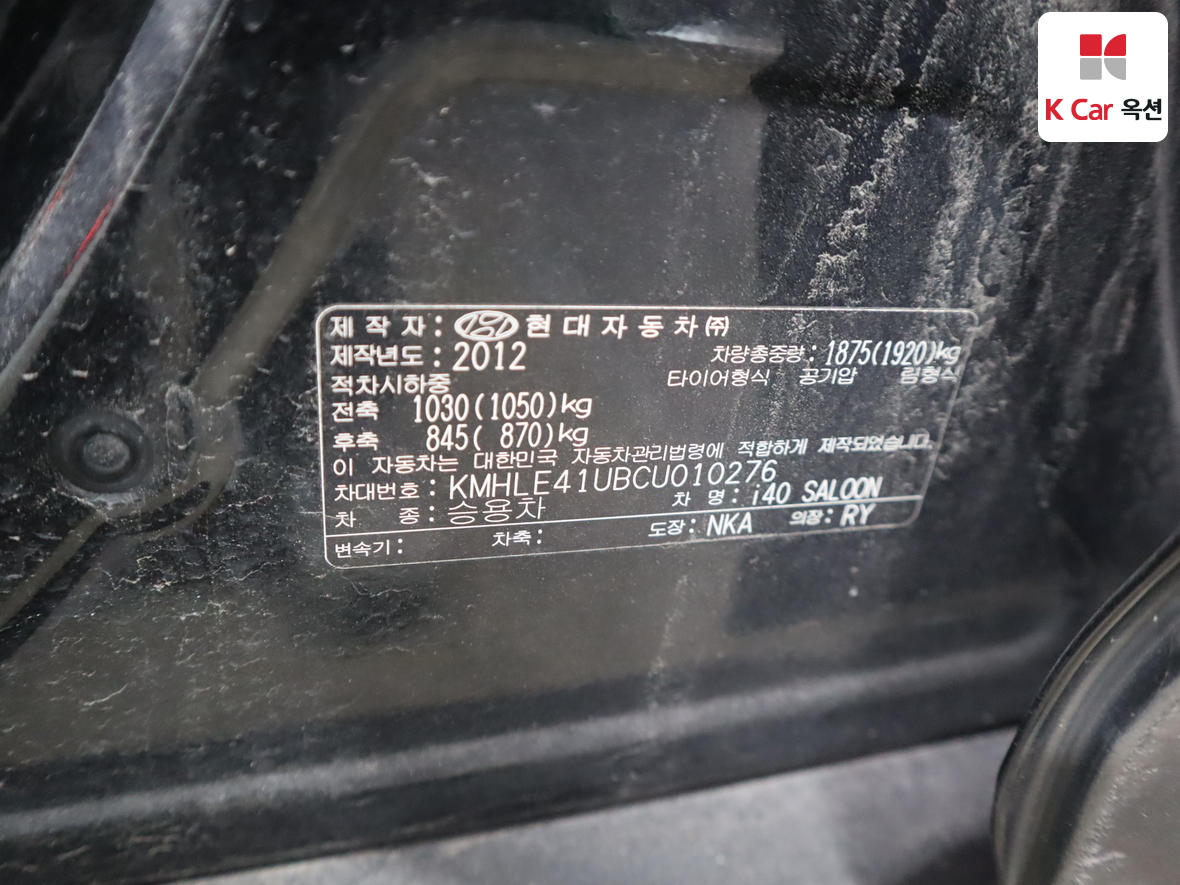 K Car 옥션
제 작 자 : 현 대 자 동 차 ㈜
제작년도 : 2012 차량총중량 : 1875(1920)kg
적차시하중 타이어형식 공기압 림형식
전축 1030(1050)kg
후축 845( 870)kg
이 자동차는 대한민국 자동차관리법령에 적합하게 제작되었습니다.
차대번호 : KMHLE41UBCU010276
차 종 : 승용차 차 명 : i40 SALOON
변속기 : 차축 : 도장 : NKA 의장 : RY